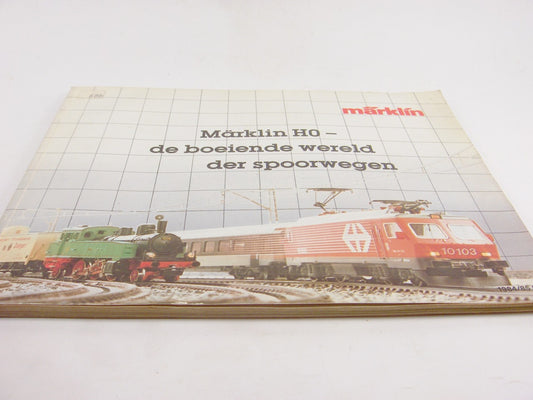 märklin
Märklin H0 –
de boeiende wereld
der spoorwegen
10103
1984/85